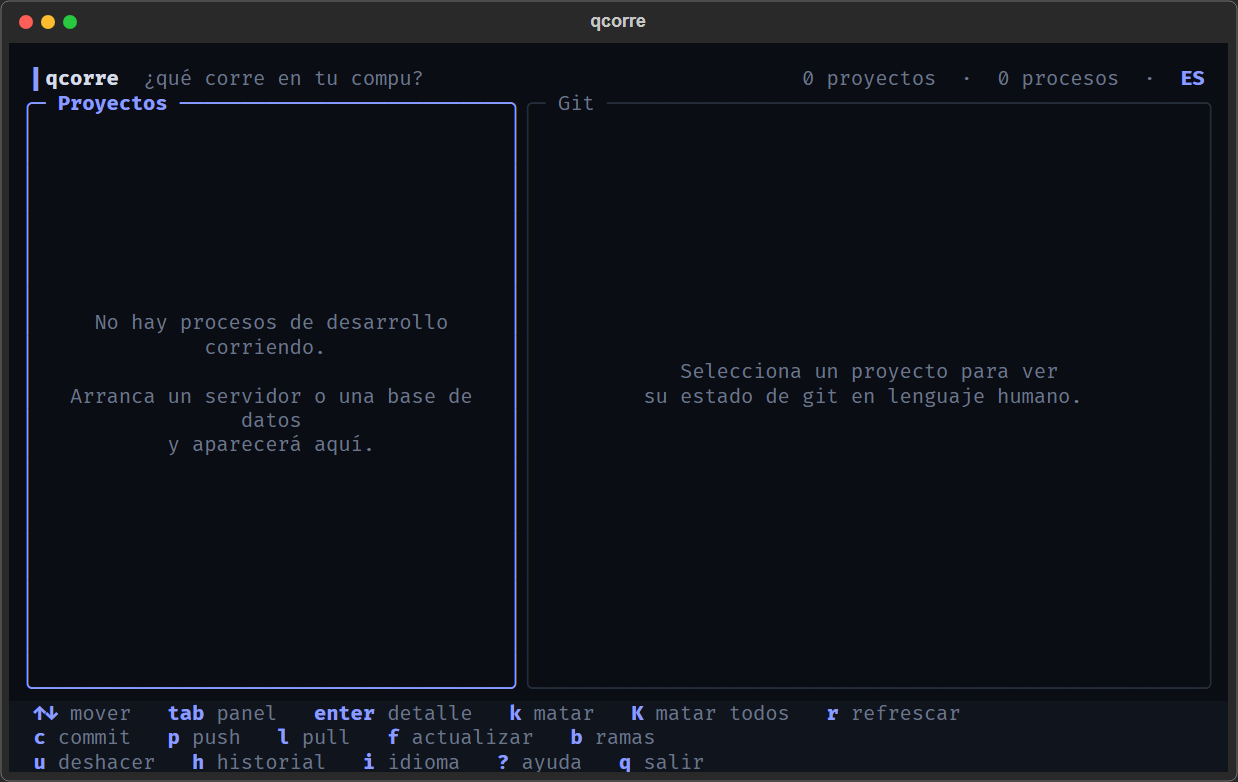 qcorre
qcorre ¿qué corre en tu compu? 0 proyectos · 0 procesos · ES
Proyectos
Git
No hay procesos de desarrollo
corriendo.
Arranca un servidor o una base de
datos
y aparecerá aquí.
Selecciona un proyecto para ver
su estado de git en lenguaje humano.
↑↓ mover tab panel enter detalle k matar K matar todos r refrescar
c commit p push l pull f actualizar b ramas
u deshacer h historial i idioma ? ayuda q salir